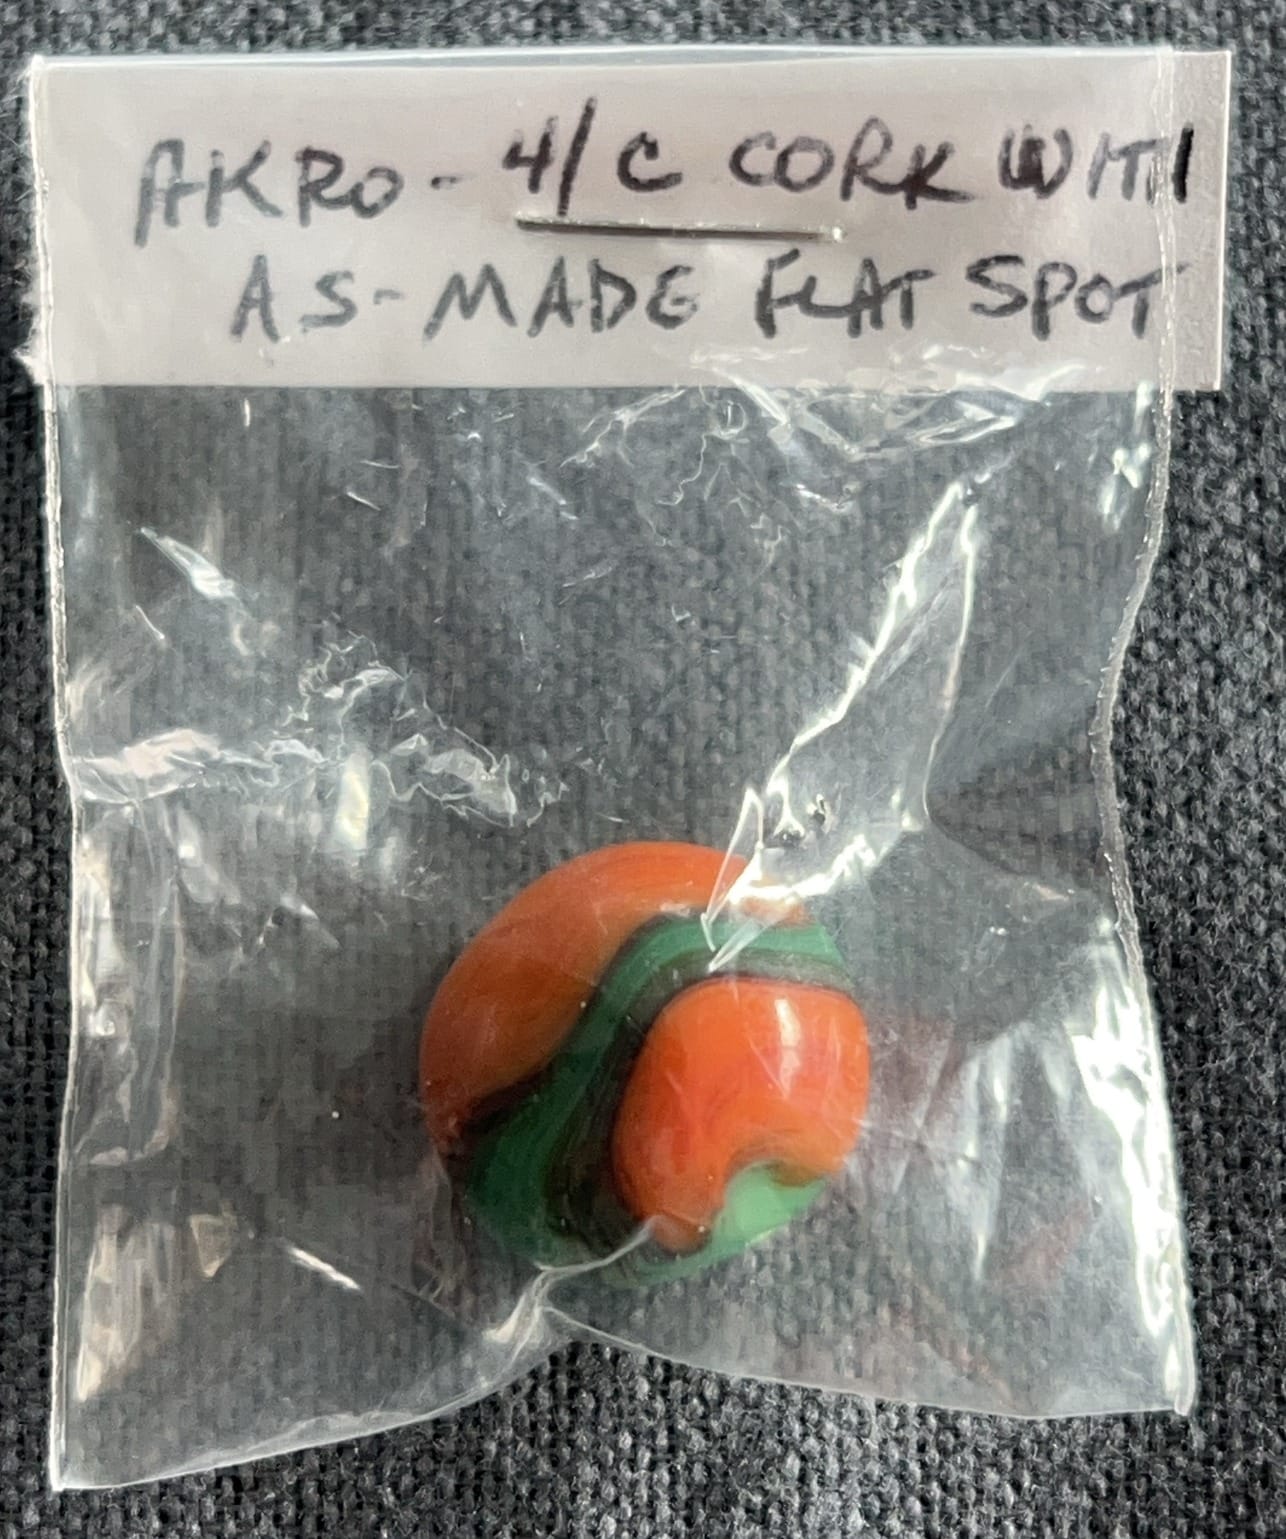 AKRO - 4/C CORK WITH
AS-MADE FLAT SPOT